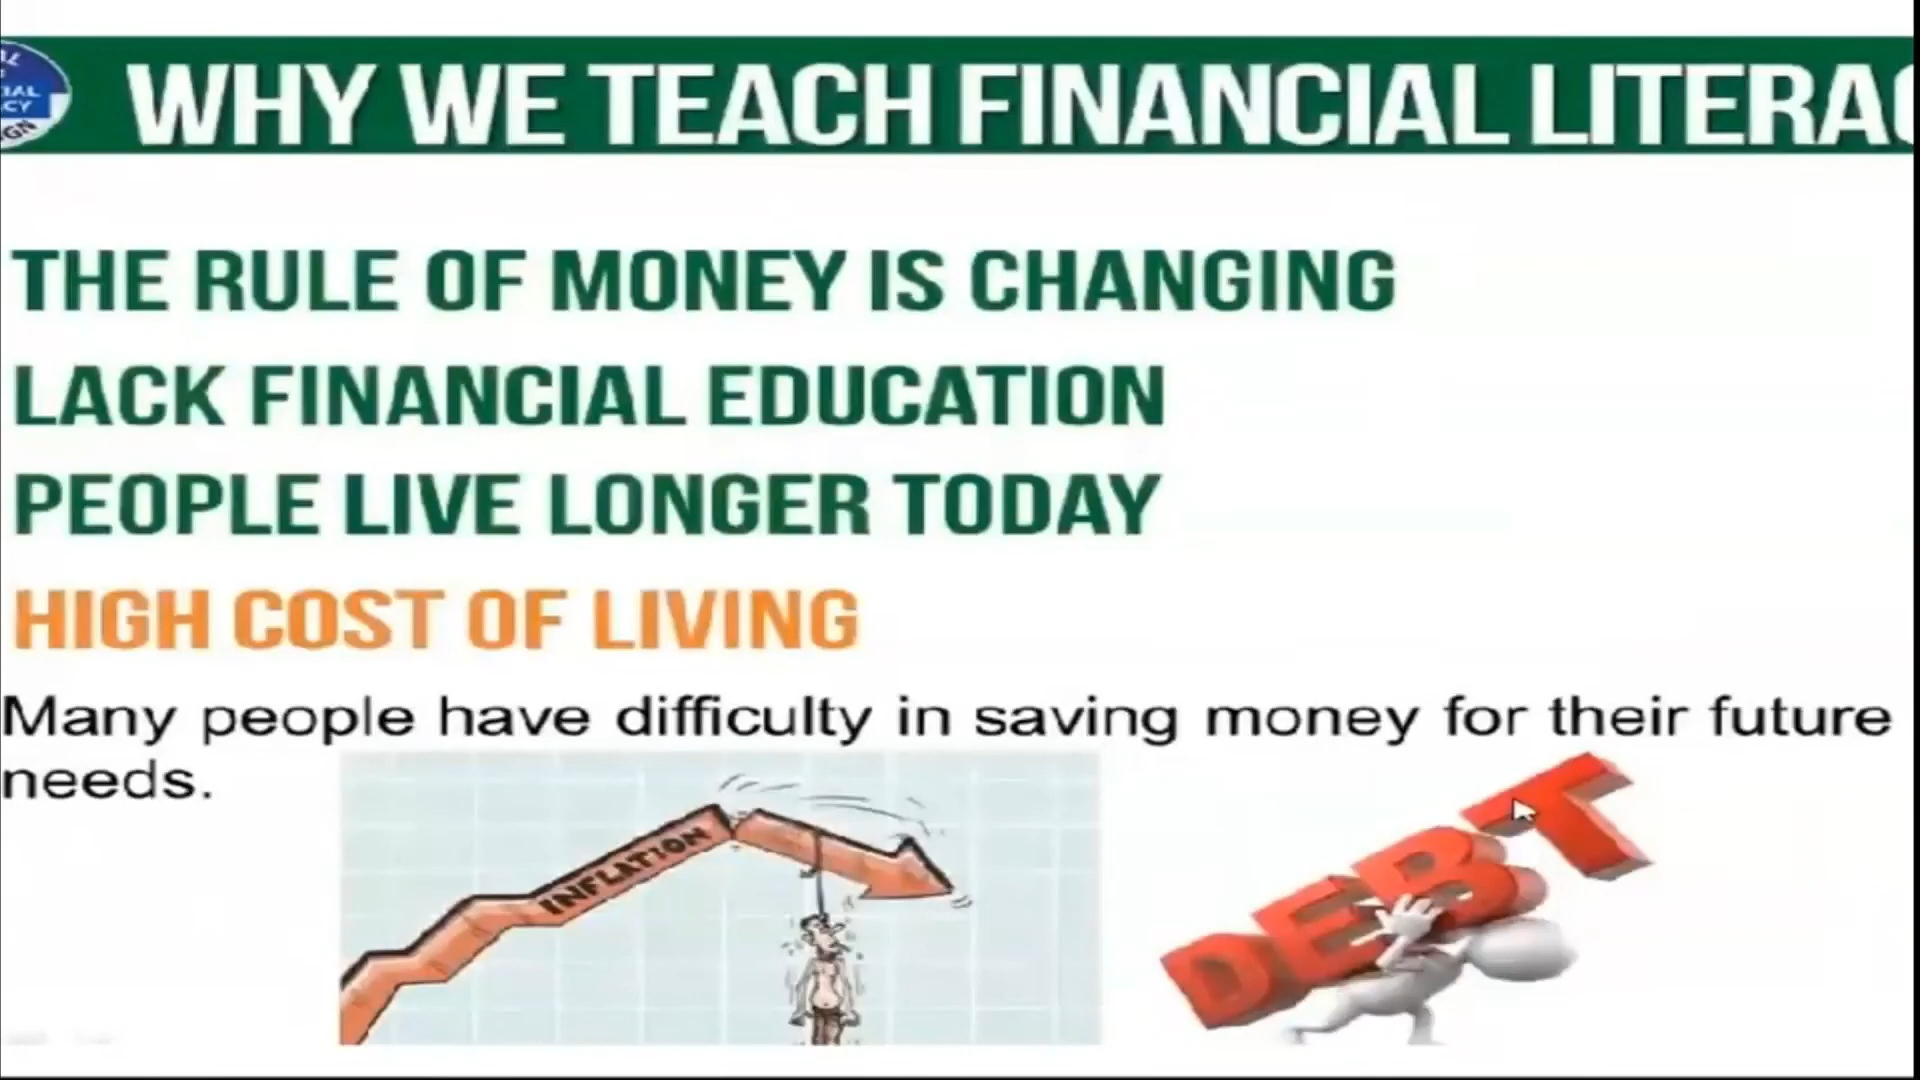 WHY WE TEACH FINANCIAL LITERAC
THE RULE OF MONEY IS CHANGING
LACK FINANCIAL EDUCATION
PEOPLE LIVE LONGER TODAY
HIGH COST OF LIVING
Many people have difficulty in saving money for their future
needs.
INFLATION
DEBT